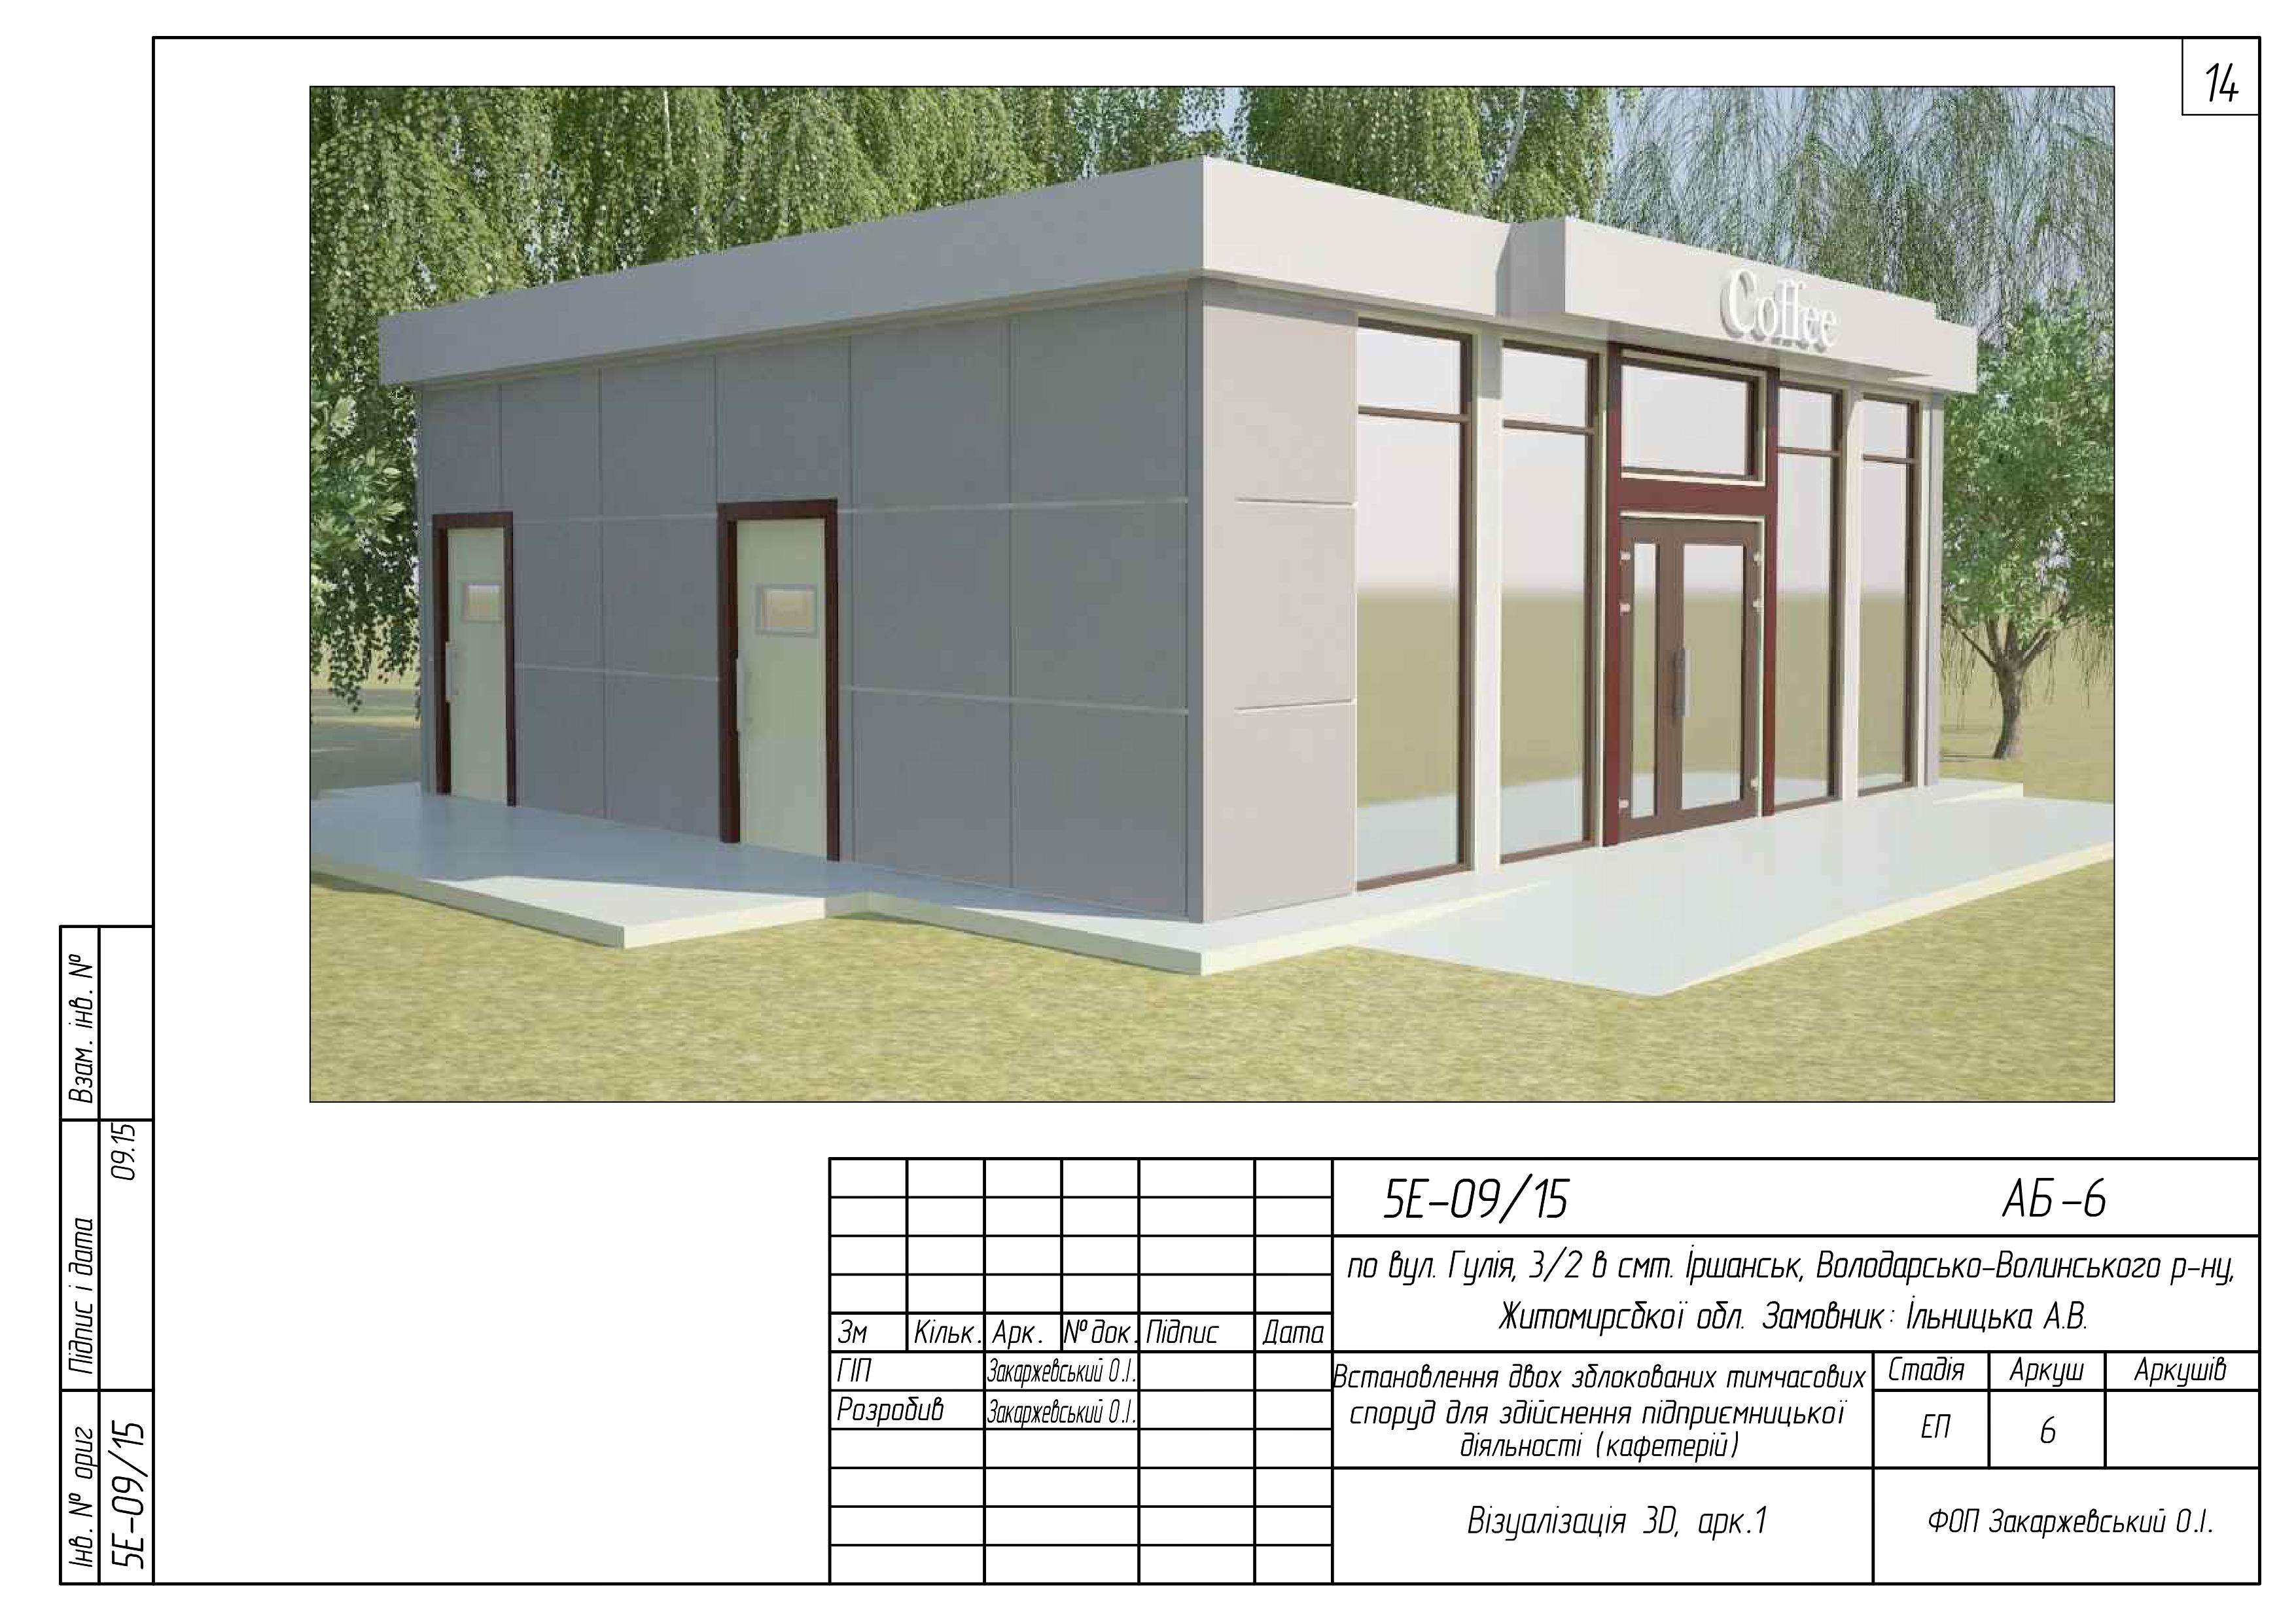 14
Coffee
Взам. інв. №
Підпис і дата
09.15
Інв. № ориг
5Е-09/15
5Е-09/15 АБ-6
по вул. Гулія, 3/2 в смт. Іршанськ, Володарсько-Волинського р-ну,
Житомирсбкої обл. Замовник: Ільницька А.В.
Зм Кільк. Арк. № док. Підпис Дата
ГІП Закаржевський О.І.
Розробив Закаржевський О.І.
Встановлення двох зблокованих тимчасових
споруд для здійснення підприємницької
діяльності (кафетерій)
Стадія Аркуш Аркушів
ЕП 6
Візуалізація 3D, арк.1
ФОП Закаржевський О.І.